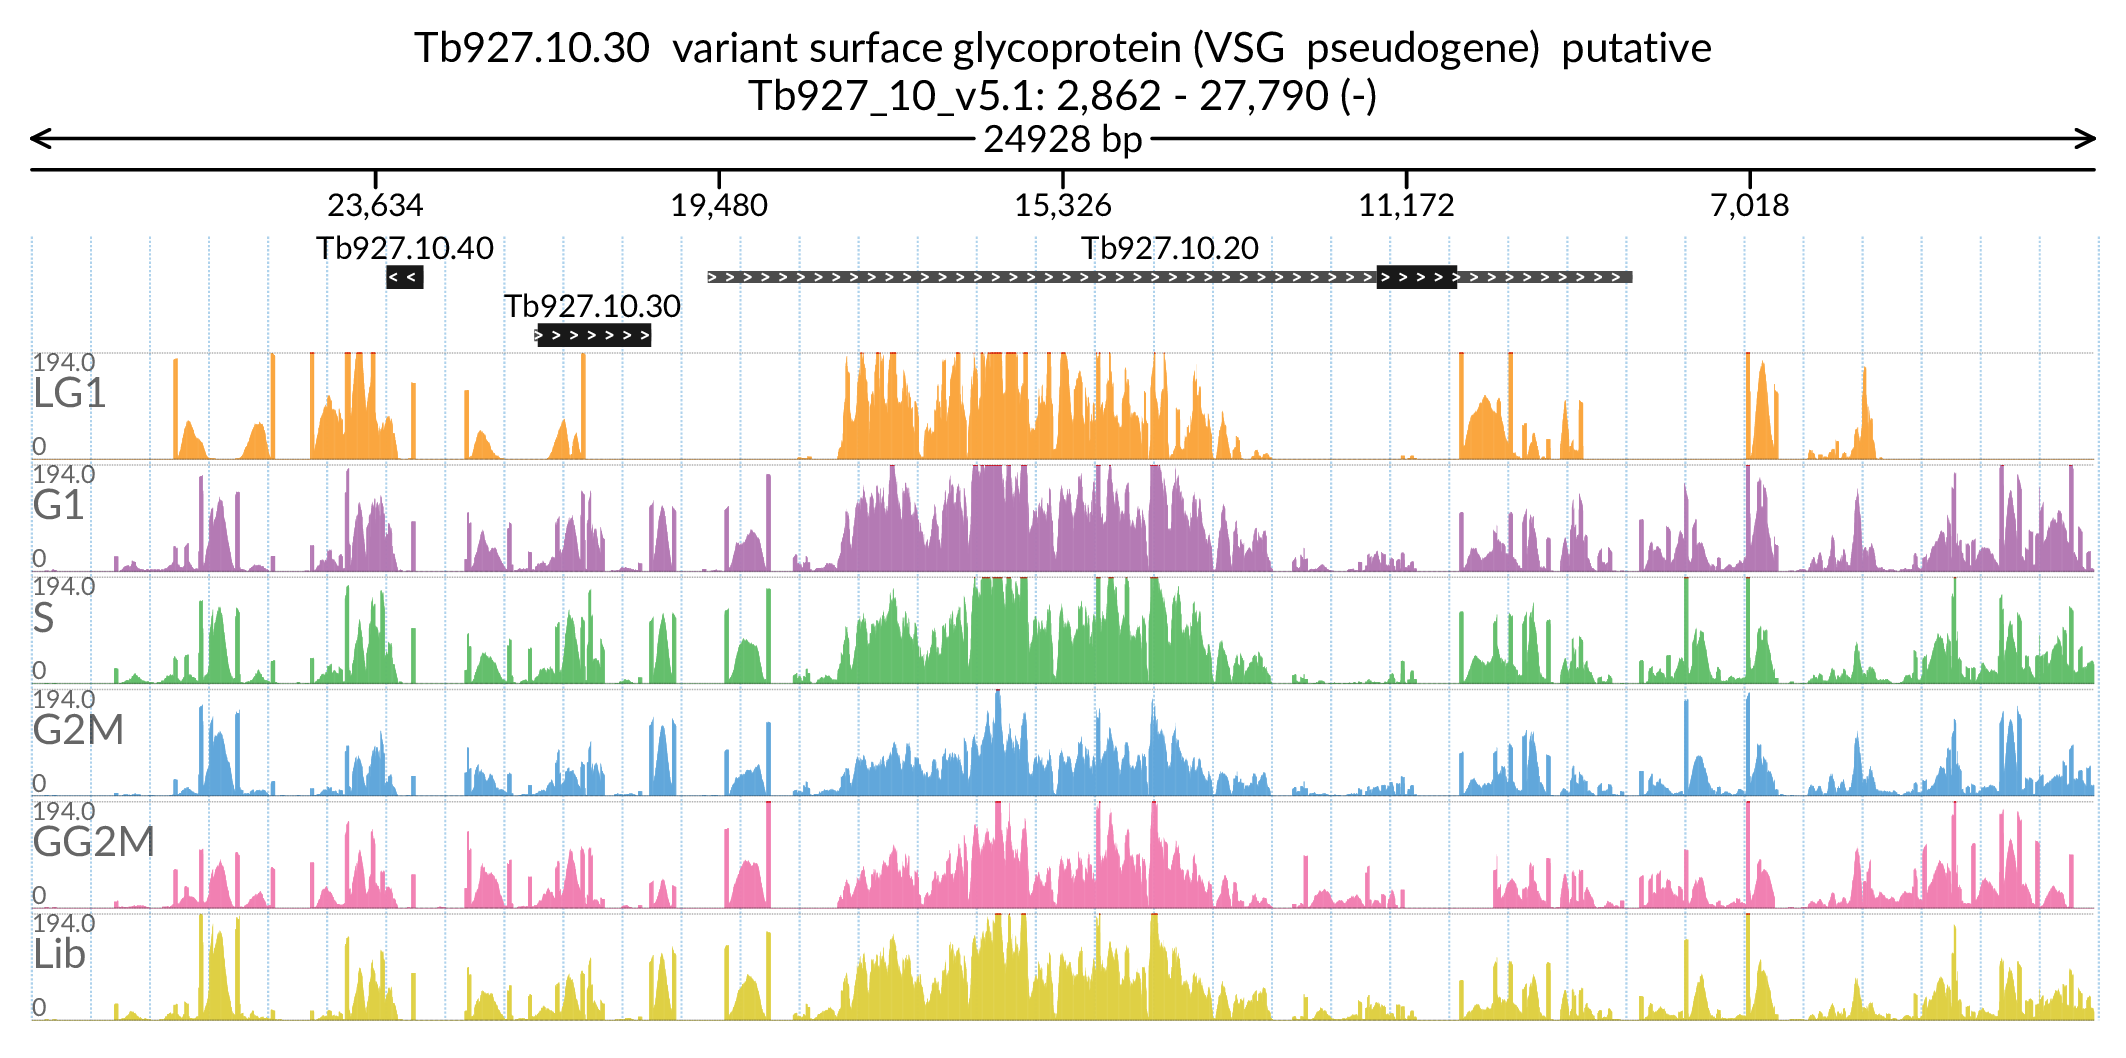 Tb927.10.30 variant surface glycoprotein (VSG pseudogene) putative
Tb927_10_v5.1: 2,862 - 27,790 (-)
24928 bp
23,634 19,480 15,326 11,172 7,018
Tb927.10.40 Tb927.10.20
Tb927.10.30
194.0
LG1
0
194.0
G1
0
194.0
S
0
194.0
G2M
0
194.0
GG2M
0
194.0
Lib
0